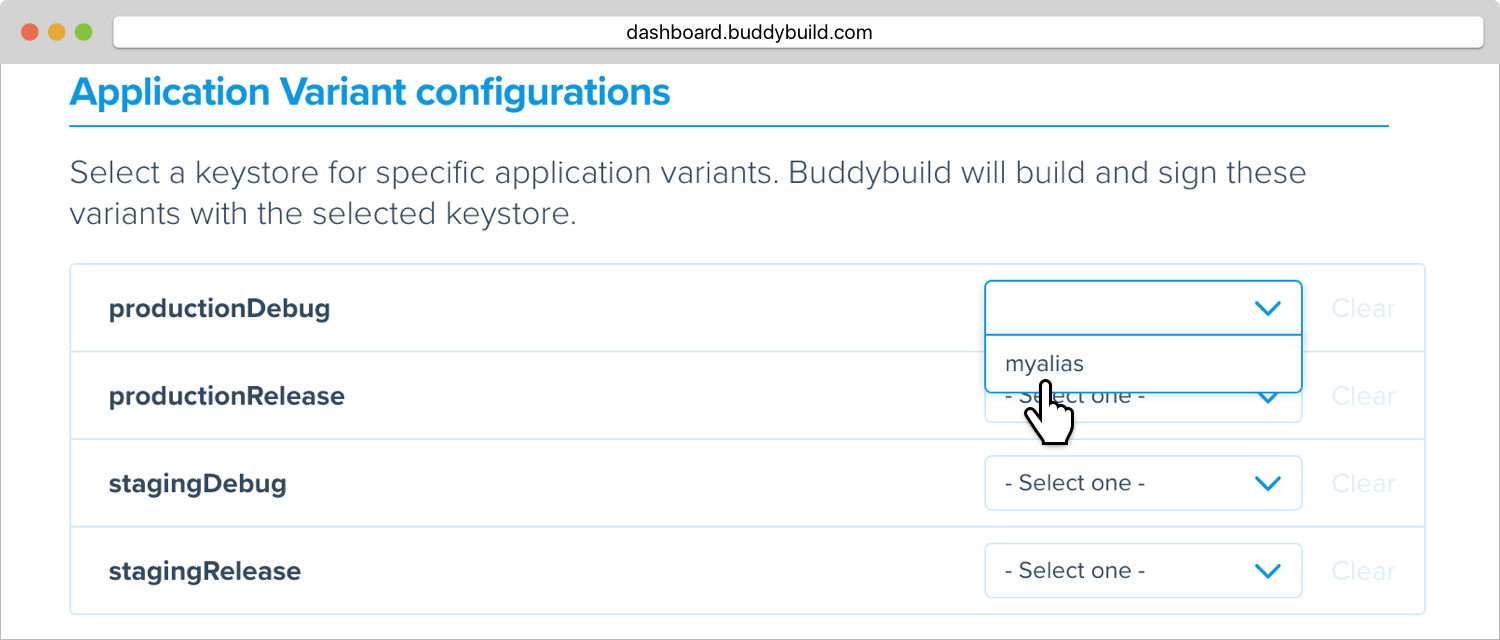 dashboard.buddybuild.com
Application Variant configurations
Select a keystore for specific application variants. Buddybuild will build and sign these
variants with the selected keystore.
productionDebug
Clear
myalias
productionRelease
- Select one -
Clear
stagingDebug
- Select one -
Clear
stagingRelease
- Select one -
Clear